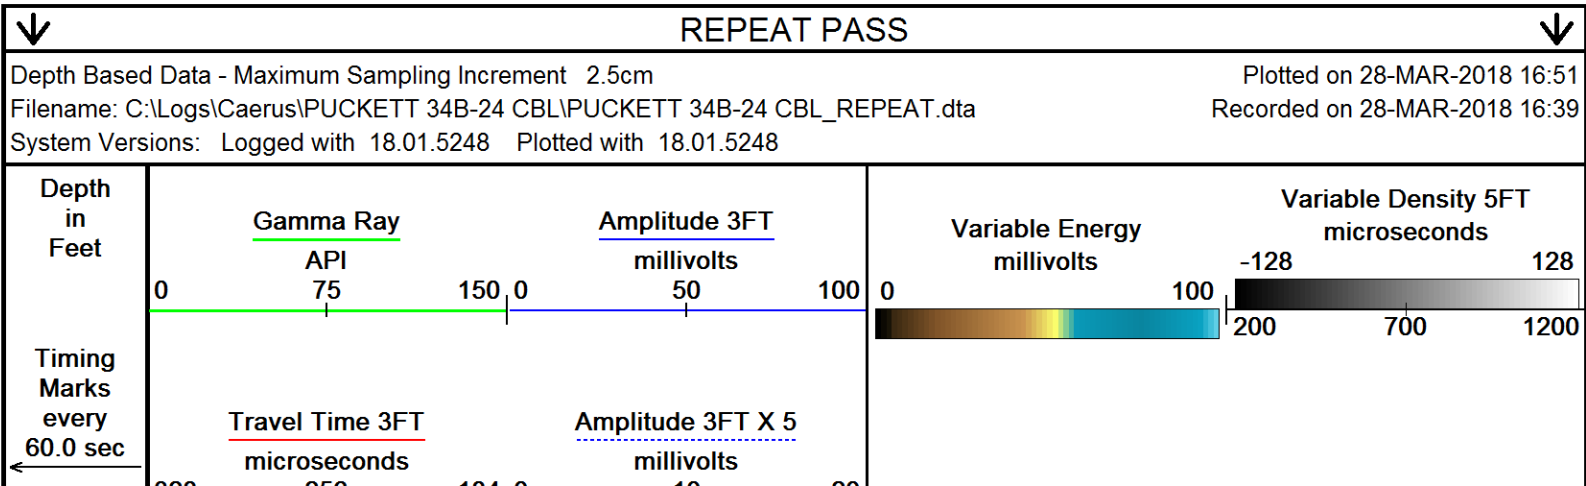 REPEAT PASS
Depth Based Data - Maximum Sampling Increment 2.5cm
Plotted on 28-MAR-2018 16:51
Filename: C:\Logs\Caerus\PUCKETT 34B-24 CBL\PUCKETT 34B-24 CBL_REPEAT.dta
Recorded on 28-MAR-2018 16:39
System Versions: Logged with 18.01.5248 Plotted with 18.01.5248
Depth
in
Feet
Timing
Marks
every
60.0 sec
Gamma Ray
API
0 75 150
Travel Time 3FT
microseconds
Amplitude 3FT
millivolts
0 50 100
Amplitude 3FT X 5
millivolts
Variable Energy
millivolts
0 100
Variable Density 5FT
microseconds
-128 128
200 700 1200